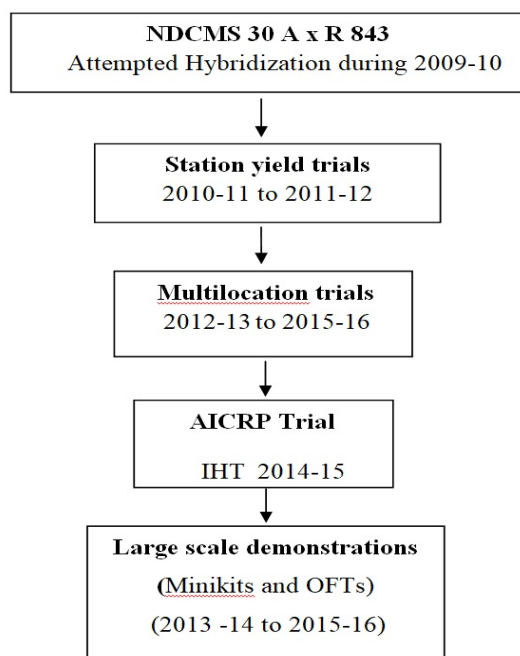 NDCMS 30 A x R 843
Attempted Hybridization during 2009-10
Station yield trials
2010-11 to 2011-12
Multilocation trials
2012-13 to 2015-16
AICRP Trial
IHT 2014-15
Large scale demonstrations
(Minikits and OFTs)
(2013 -14 to 2015-16)